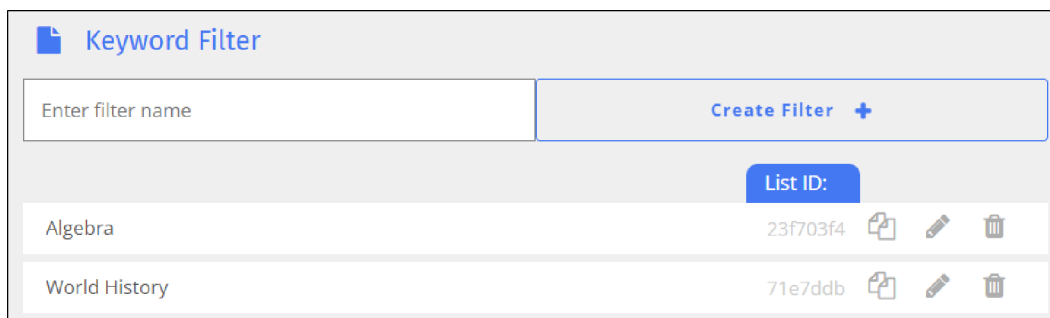 Keyword Filter
Enter filter name
Create Filter
List ID:
Algebra 23f703f4
World History 71e7ddb